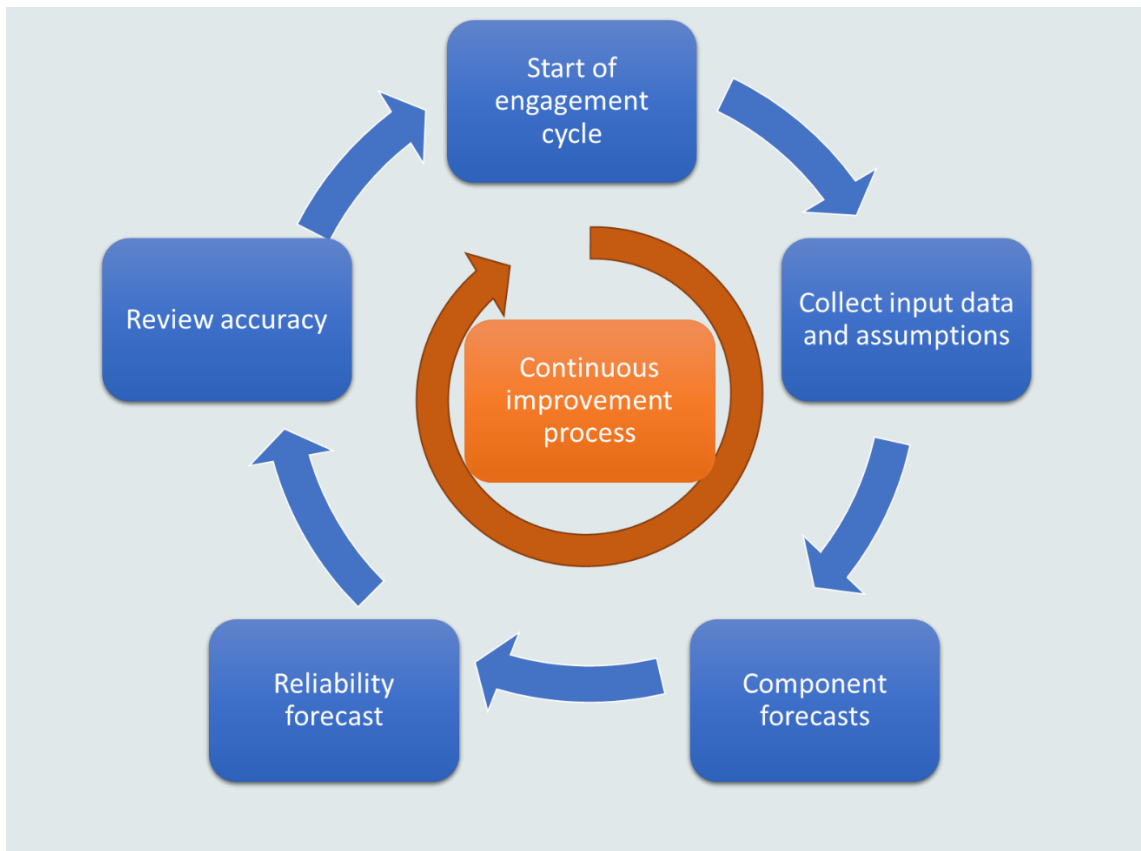 Start of
engagement
cycle
Collect input data
and assumptions
Component
forecasts
Reliability
forecast
Review accuracy
Continuous
improvement
process